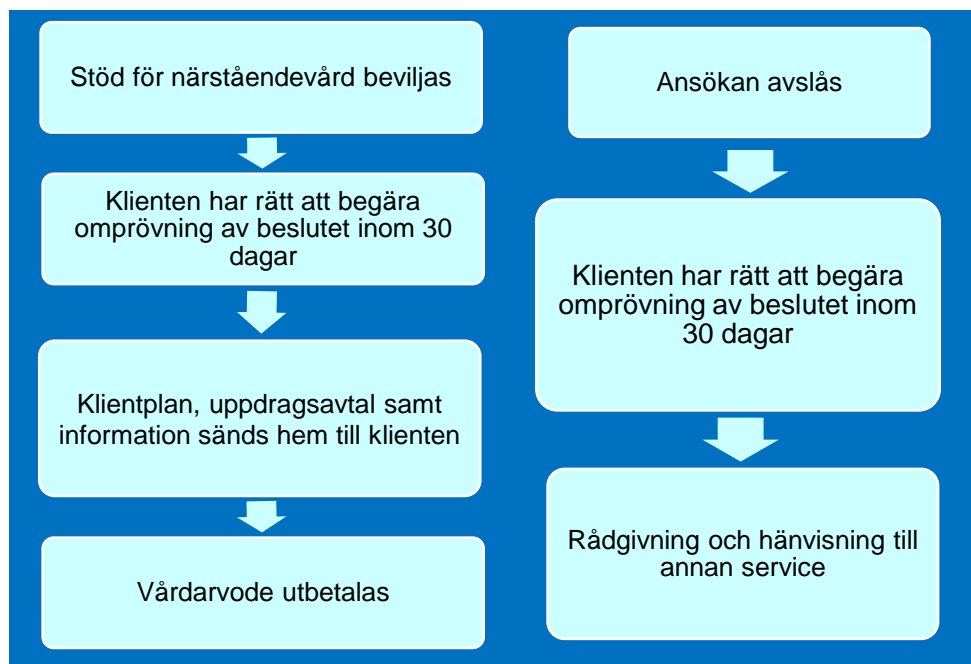 Stöd för närståendevård beviljas
Klienten har rätt att begära
omprövning av beslutet inom 30
dagar
Klientplan, uppdragsavtal samt
information sänds hem till klienten
Vårdarvode utbetalas
Ansökan avslås
Klienten har rätt att begära
omprövning av beslutet inom
30 dagar
Rådgivning och hänvisning till
annan service